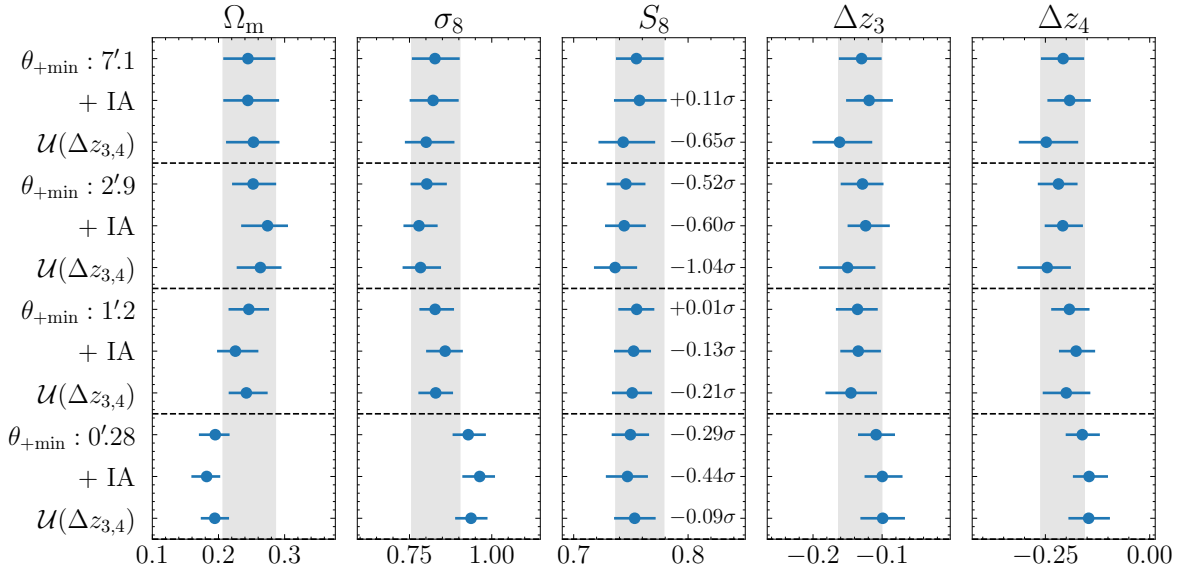 Ωm σ8 S8 Δz3 Δz4
θ+min : 7′.1
+ IA +0.11σ
𝒰(Δz3,4) −0.65σ
θ+min : 2′.9 −0.52σ
+ IA −0.60σ
𝒰(Δz3,4) −1.04σ
θ+min : 1′.2 +0.01σ
+ IA −0.13σ
𝒰(Δz3,4) −0.21σ
θ+min : 0′.28 −0.29σ
+ IA −0.44σ
𝒰(Δz3,4) −0.09σ
0.1 0.2 0.3 0.75 1.00 0.7 0.8 −0.2 −0.1 −0.25 0.00